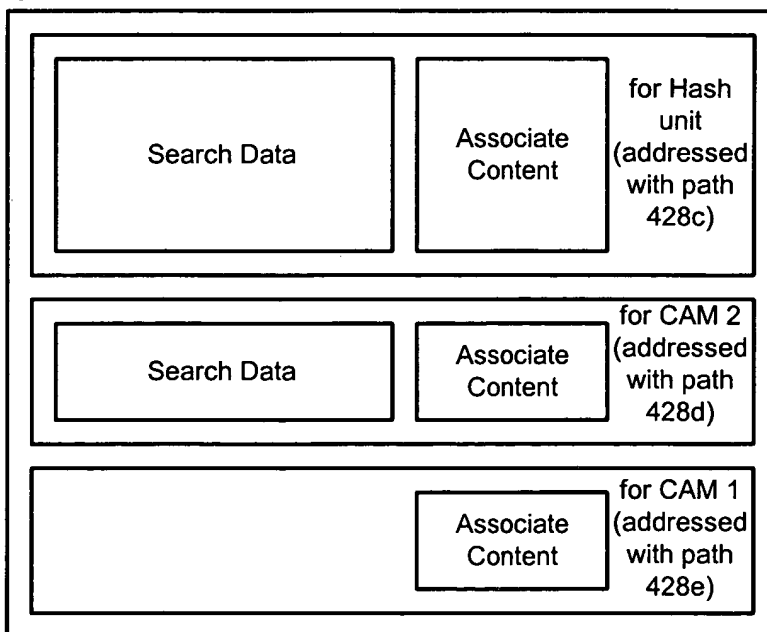 Search Data
Associate
Content
for Hash
unit
(addressed
with path
428c)
Search Data
Associate
Content
for CAM 2
(addressed
with path
428d)
Associate
Content
for CAM 1
(addressed
with path
428e)